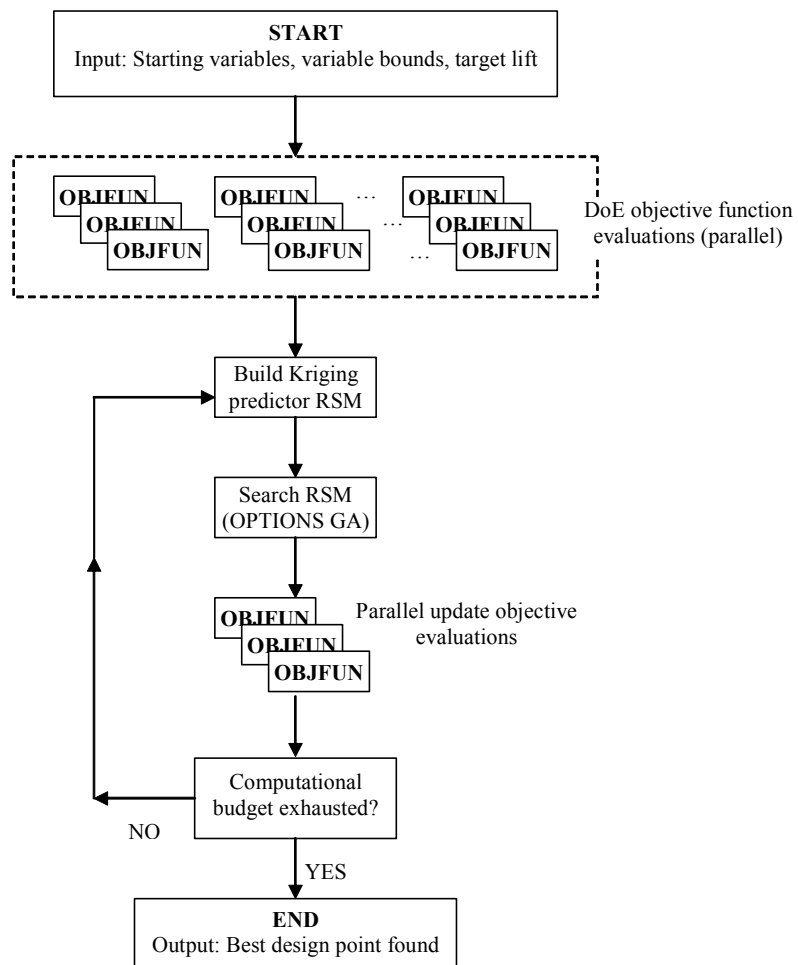 START
Input: Starting variables, variable bounds, target lift
OBJFUN
OBJFUN
OBJFUN
OBJFUN
OBJFUN
OBJFUN
...
...
...
OBJFUN
OBJFUN
OBJFUN
DoE objective function
evaluations (parallel)
Build Kriging
predictor RSM
Search RSM
(OPTIONS GA)
OBJFUN
OBJFUN
OBJFUN
Parallel update objective
evaluations
Computational
budget exhausted?
NO
YES
END
Output: Best design point found